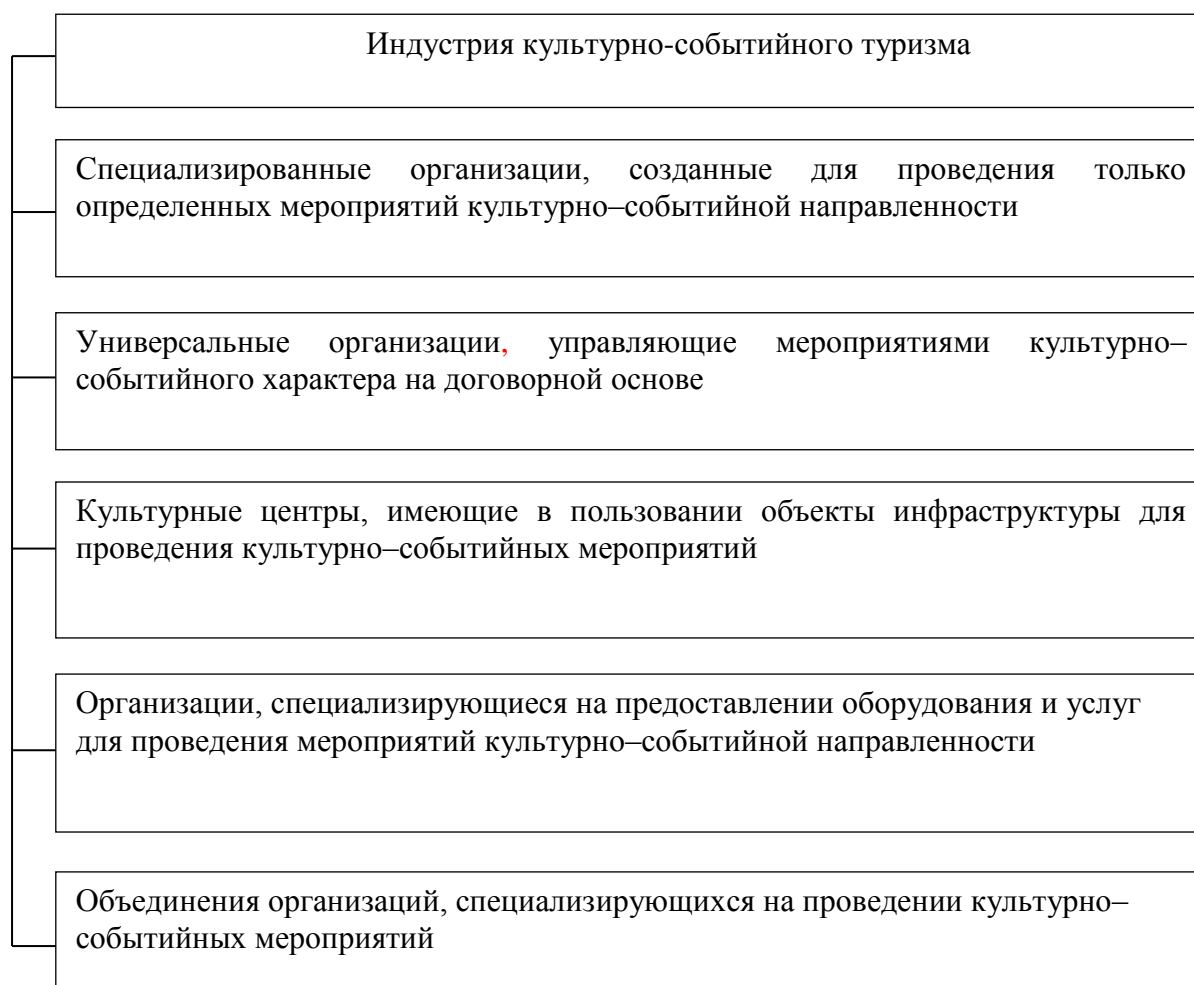 Индустрия культурно-событийного туризма
Специализированные организации, созданные для проведения только
определенных мероприятий культурно–событийной направленности
Универсальные организации, управляющие мероприятиями культурно–
событийного характера на договорной основе
Культурные центры, имеющие в пользовании объекты инфраструктуры для
проведения культурно–событийных мероприятий
Организации, специализирующиеся на предоставлении оборудования и услуг
для проведения мероприятий культурно–событийной направленности
Объединения организаций, специализирующихся на проведении культурно–
событийных мероприятий